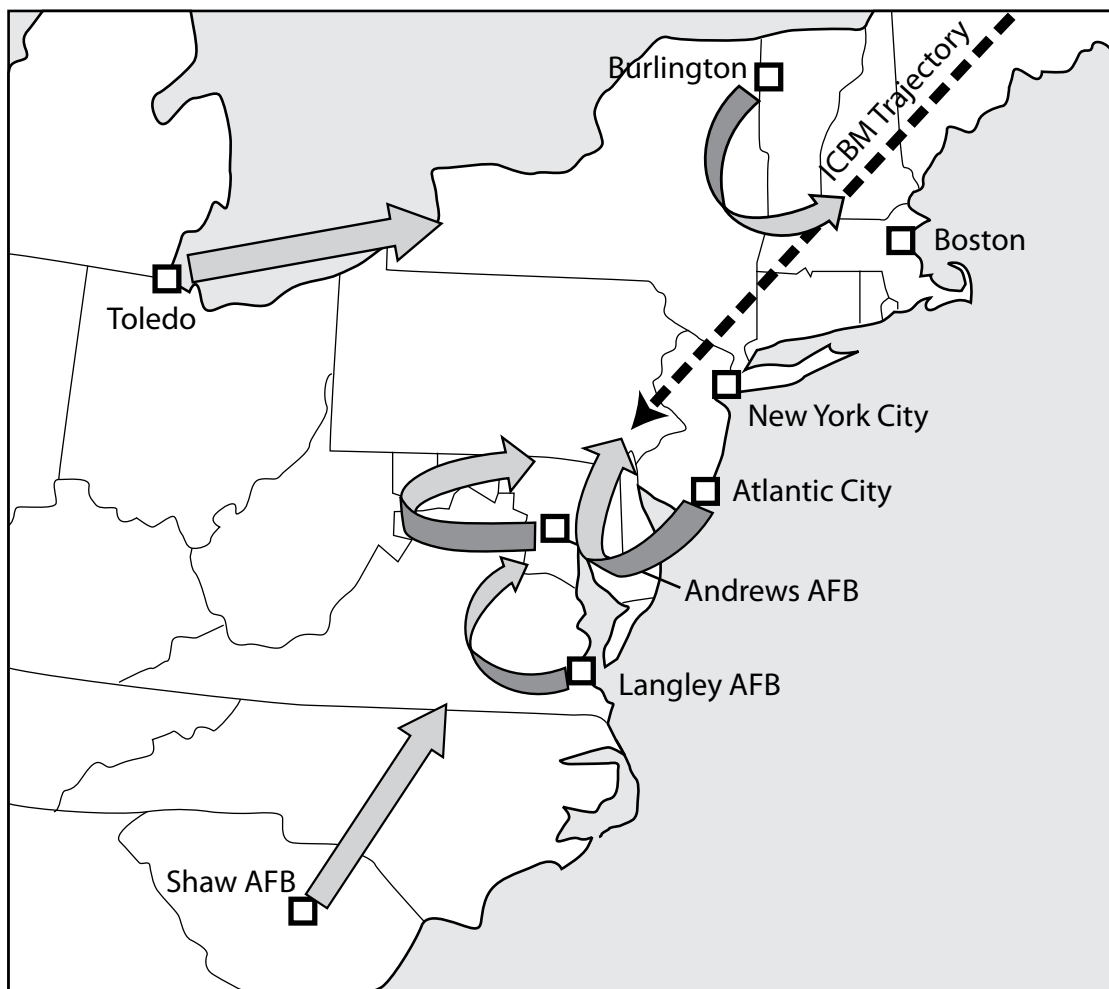 Burlington
ICBM Trajectory
Boston
Toledo
New York City
Atlantic City
Andrews AFB
Langley AFB
Shaw AFB